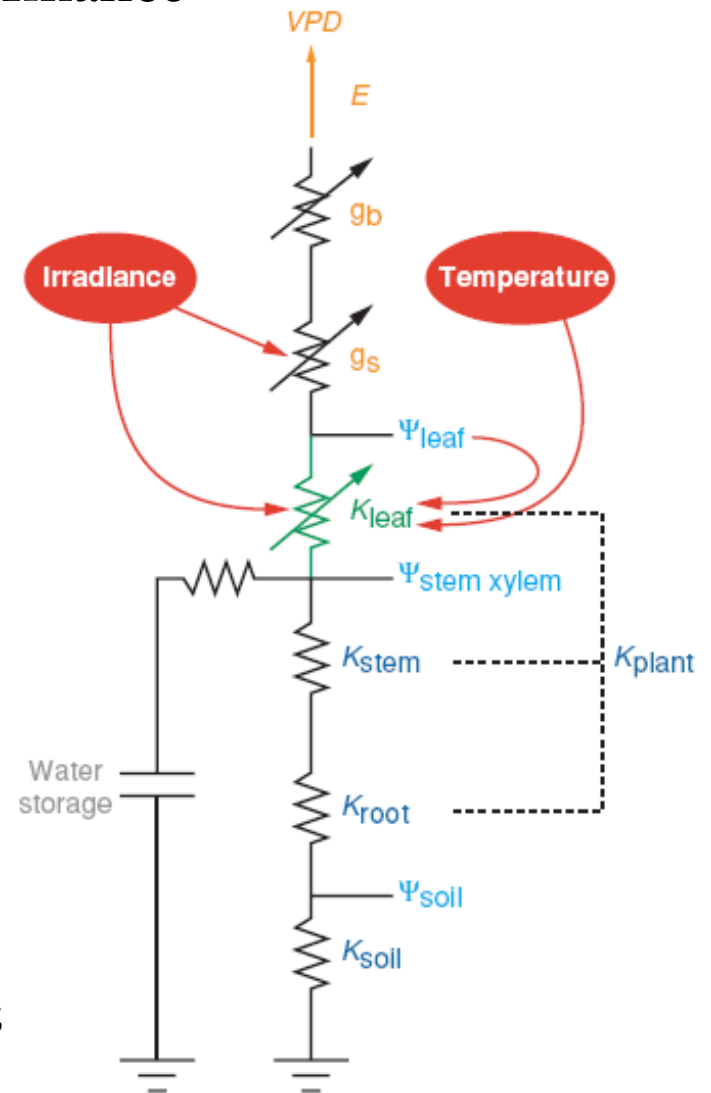 VPD
E
gb
Irradiance
Temperature
gs
Ψleaf
Kleaf
Ψstem xylem
Kstem
Kplant
Water
storage
Kroot
Ψsoil
Ksoil
s